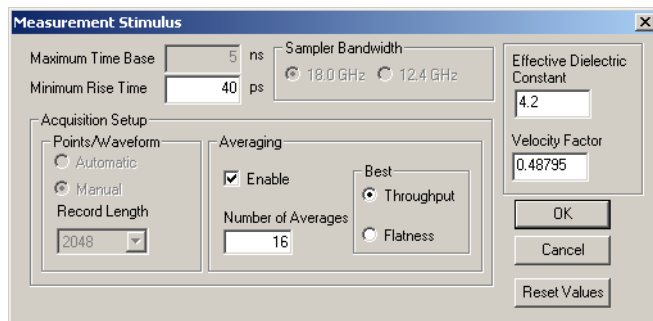 Measurement Stimulus
Maximum Time Base 5 ns
Minimum Rise Time 40 ps
Sampler Bandwidth
18.0 GHz 12.4 GHz
Effective Dielectric
Constant
4.2
Velocity Factor
0.48795
Acquisition Setup
Points/Waveform
Automatic
Manual
Record Length
2048
Averaging
Enable
Number of Averages
16
Best
Throughput
Flatness
OK
Cancel
Reset Values